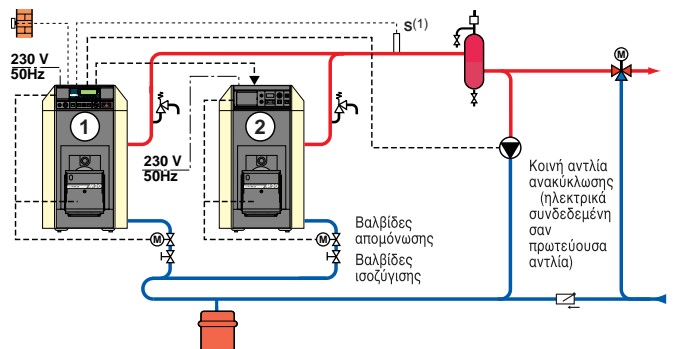 S(1)
M
230 V
50Hz
1
2
230 V
50Hz
Κοινή αντλία
ανακύκλωσης
(ηλεκτρικά
συνδεδεμένη
σαν
πρωτεύουσα
αντλία)
Βαλβίδες
απομόνωσης
M
M
Βαλβίδες
ισοζύγισης